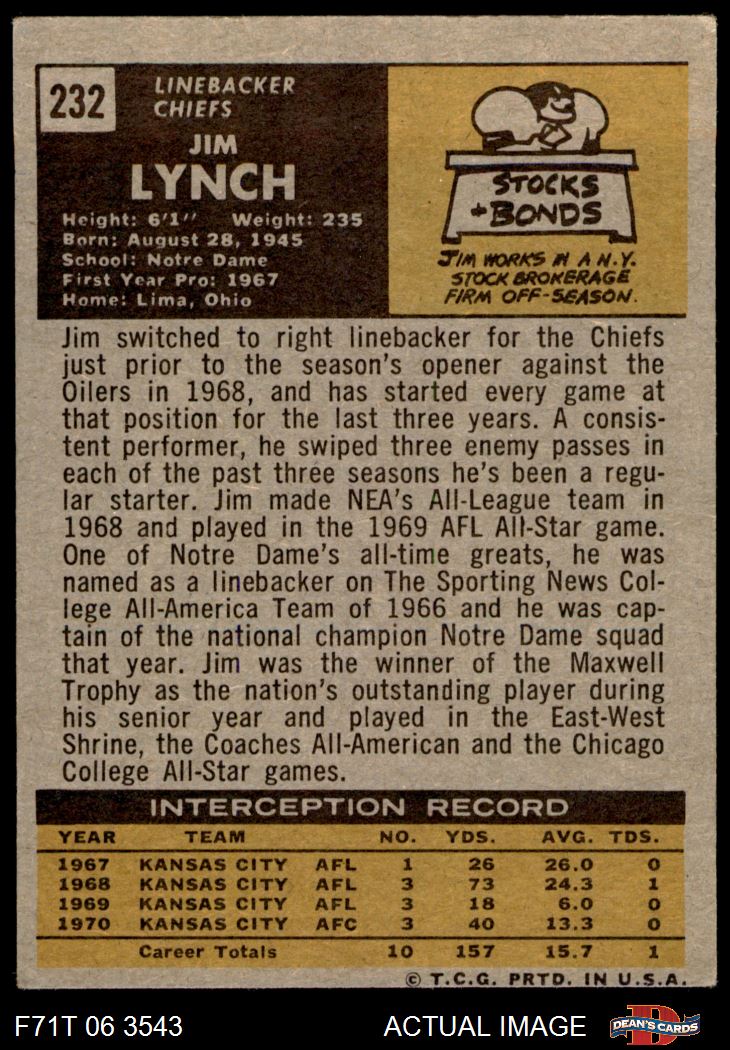 232
LINEBACKER
CHIEFS
JIM
LYNCH
Height: 6'1" Weight: 235
Born: August 28, 1945
School: Notre Dame
First Year Pro: 1967
Home: Lima, Ohio
STOCKS
+BONDS
JIM WORKS IN A N.Y.
STOCK BROKERAGE
FIRM OFF-SEASON.
Jim switched to right linebacker for the Chiefs
just prior to the season's opener against the
Oilers in 1968, and has started every game at
that position for the last three years. A consis-
tent performer, he swiped three enemy passes in
each of the past three seasons he's been a regu-
lar starter. Jim made NEA's All-League team in
1968 and played in the 1969 AFL All-Star game.
One of Notre Dame's all-time greats, he was
named as a linebacker on The Sporting News Col-
lege All-America Team of 1966 and he was cap-
tain of the national champion Notre Dame squad
that year. Jim was the winner of the Maxwell
Trophy as the nation's outstanding player during
his senior year and played in the East-West
Shrine, the Coaches All-American and the Chicago
College All-Star games.
INTERCEPTION RECORD
YEAR TEAM NO. YDS. AVG. TDS.
1967 KANSAS CITY AFL 1 26 26.0 0
1968 KANSAS CITY AFL 3 73 24.3 1
1969 KANSAS CITY AFL 3 18 6.0 0
1970 KANSAS CITY AFC 3 40 13.3 0
Career Totals 10 157 15.7 1
© T.C.G. PRTD. IN U.S.A.
F71T 06 3543 ACTUAL IMAGE D DEAN'S CARDS